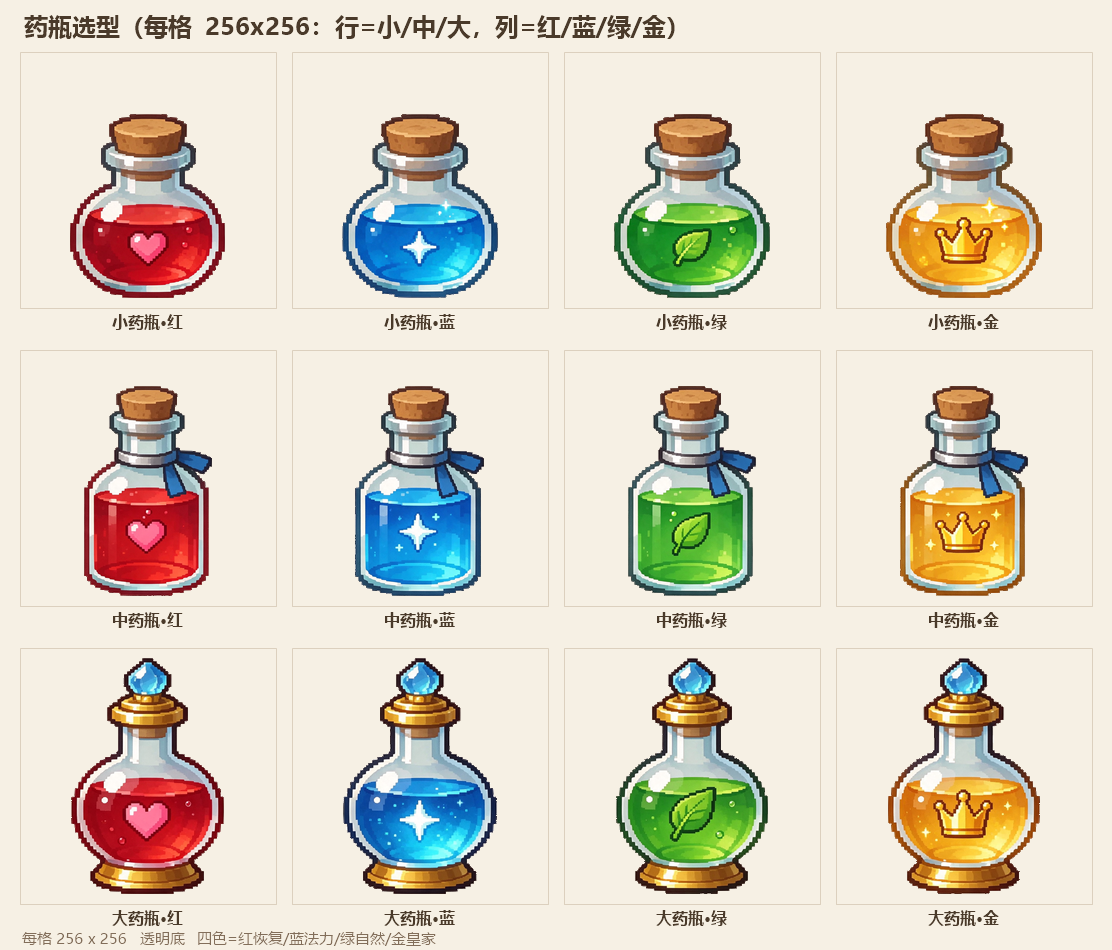 药瓶选型（每格 256x256：行=小/中/大，列=红/蓝/绿/金）
小药瓶•红
小药瓶•蓝
小药瓶•绿
小药瓶•金
中药瓶•红
中药瓶•蓝
中药瓶•绿
中药瓶•金
大药瓶•红
大药瓶•蓝
大药瓶•绿
大药瓶•金
每格 256 x 256 透明底 四色=红恢复/蓝法力/绿自然/金皇家